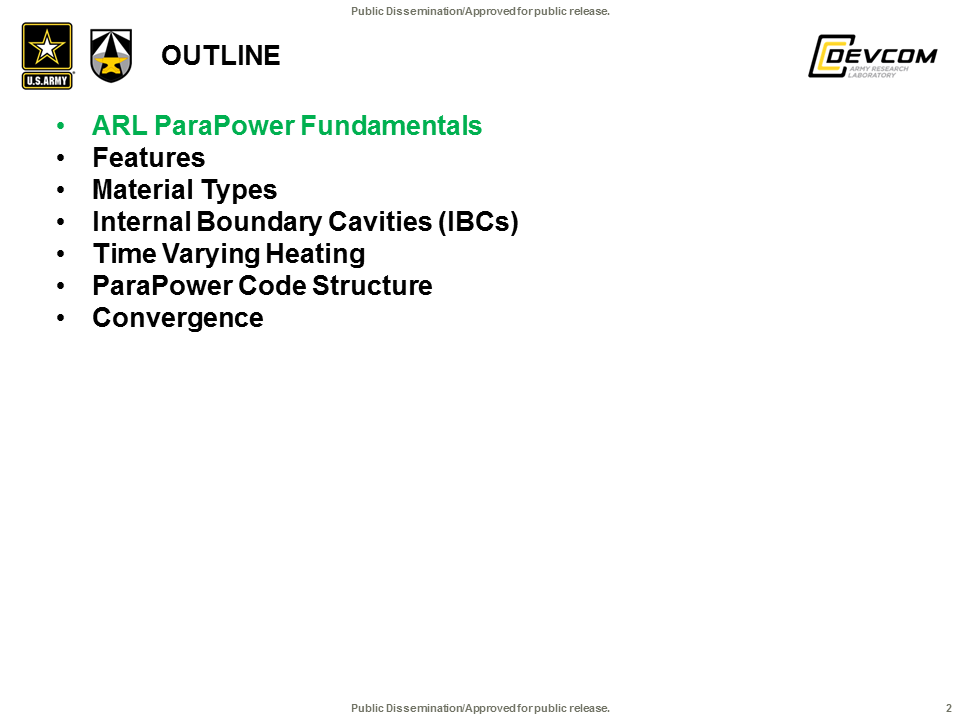 Public Dissemination/Approved for public release.
U.S.ARMY
OUTLINE
DEVCOM
ARMY RESEARCH
LABORATORY
• ARL ParaPower Fundamentals
• Features
• Material Types
• Internal Boundary Cavities (IBCs)
• Time Varying Heating
• ParaPower Code Structure
• Convergence
Public Dissemination/Approved for public release.
2